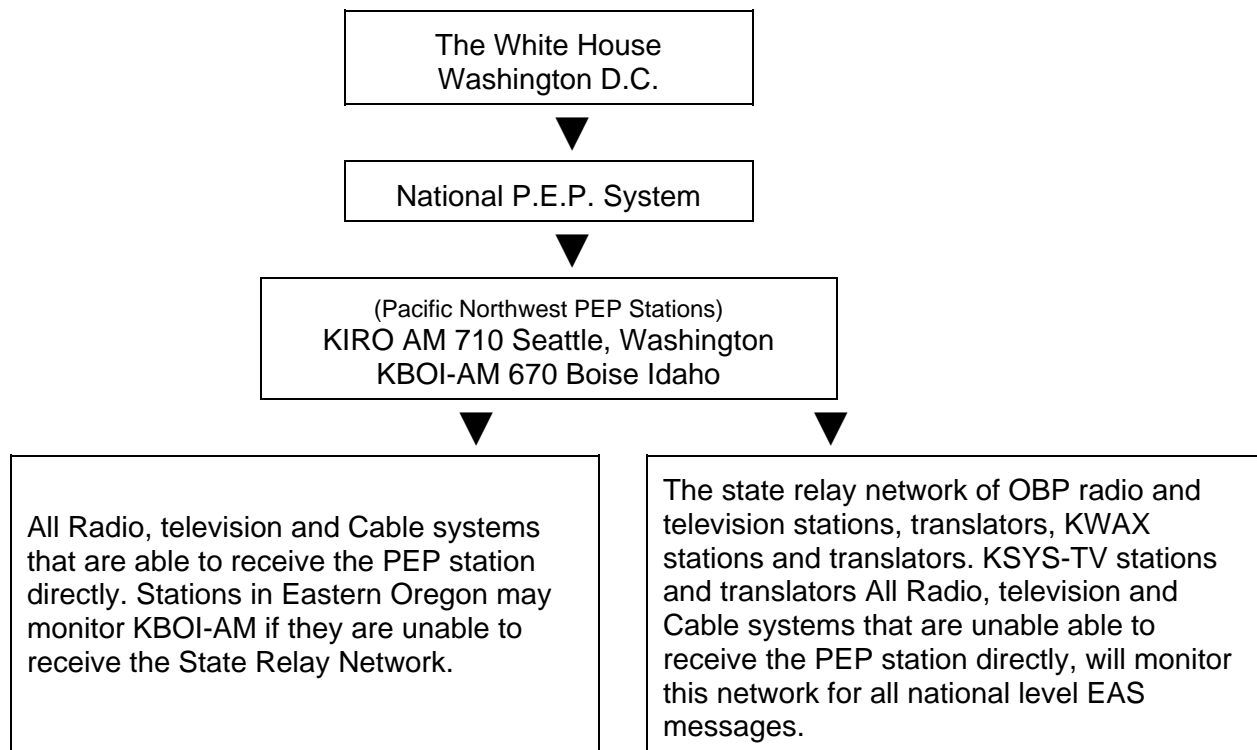 The White House
Washington D.C.
National P.E.P. System
(Pacific Northwest PEP Stations)
KIRO AM 710 Seattle, Washington
KBOI-AM 670 Boise Idaho
All Radio, television and Cable systems
that are able to receive the PEP station
directly. Stations in Eastern Oregon may
monitor KBOI-AM if they are unable to
receive the State Relay Network.
The state relay network of OBP radio and
television stations, translators, KWAX
stations and translators. KSYS-TV stations
and translators All Radio, television and
Cable systems that are unable able to
receive the PEP station directly, will monitor
this network for all national level EAS
messages.